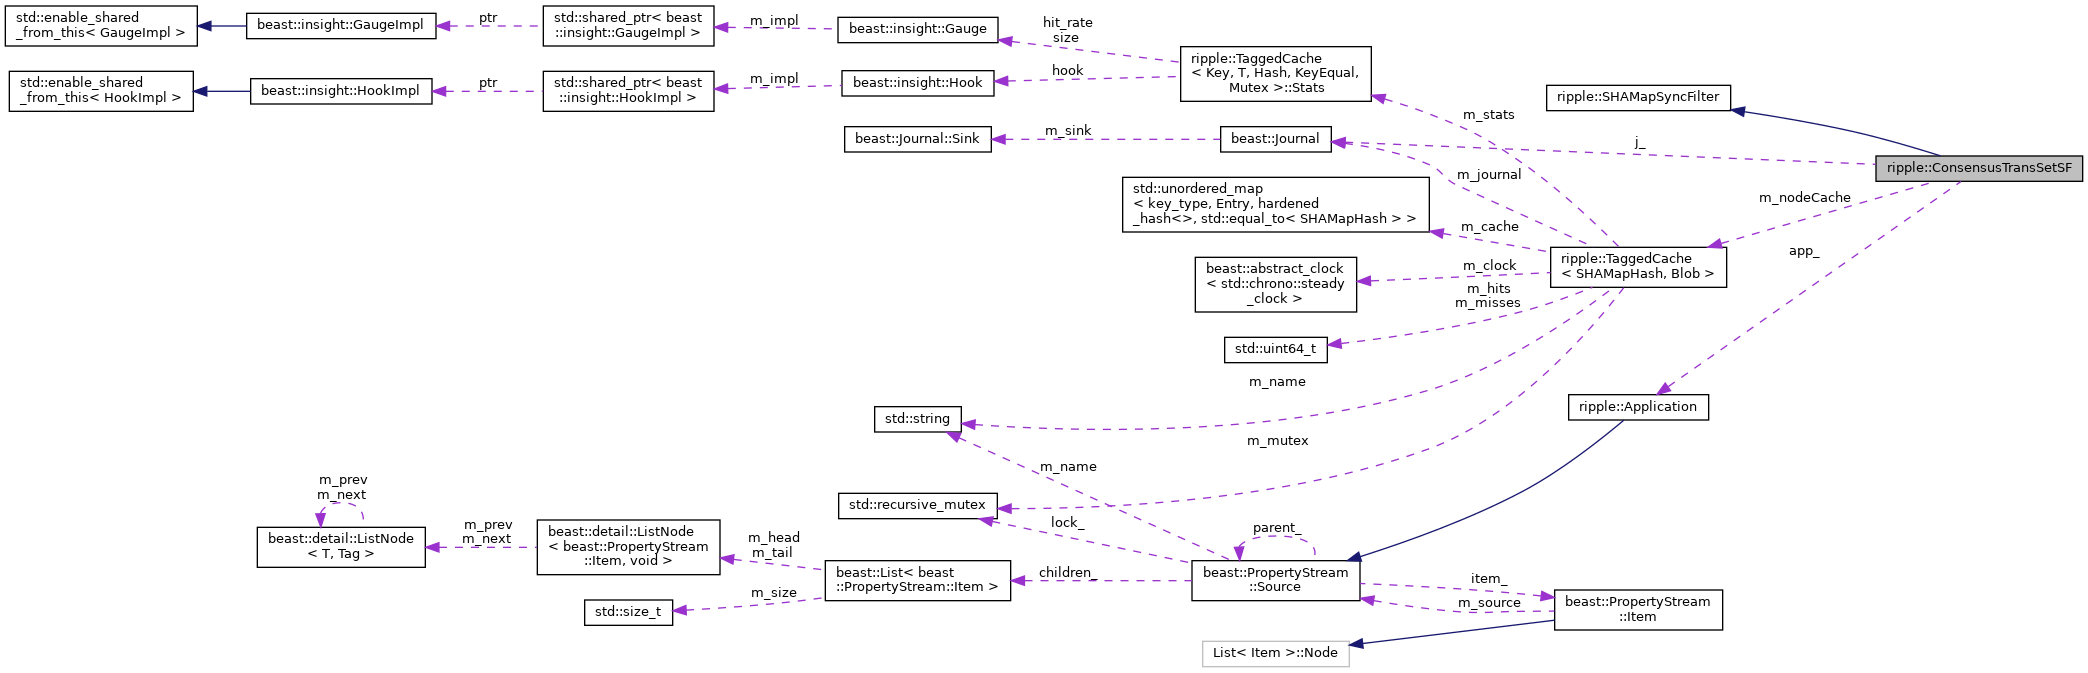 std::enable_shared
_from_this< GaugeImpl >
beast::insight::GaugeImpl
ptr
std::shared_ptr< beast
::insight::GaugeImpl >
m_impl
beast::insight::Gauge
hit_rate
size
std::enable_shared
_from_this< HookImpl >
beast::insight::HookImpl
ptr
std::shared_ptr< beast
::insight::HookImpl >
m_impl
beast::insight::Hook
hook
ripple::TaggedCache
< Key, T, Hash, KeyEqual,
Mutex >::Stats
ripple::SHAMapSyncFilter
m_stats
beast::Journal::Sink
m_sink
beast::Journal
j_
ripple::ConsensusTransSetSF
m_journal
std::unordered_map
< key_type, Entry, hardened
_hash<>, std::equal_to< SHAMapHash > >
m_cache
m_nodeCache
app_
beast::abstract_clock
< std::chrono::steady
_clock >
m_clock
ripple::TaggedCache
< SHAMapHash, Blob >
m_hits
m_misses
std::uint64_t
m_name
std::string
ripple::Application
m_mutex
m_name
std::recursive_mutex
lock_
m_prev
m_next
beast::detail::ListNode
< T, Tag >
m_prev
m_next
beast::detail::ListNode
< beast::PropertyStream
::Item, void >
m_head
m_tail
beast::List< beast
::PropertyStream::Item >
children_
parent_
beast::PropertyStream
::Source
item_
m_source
beast::PropertyStream
::Item
m_size
std::size_t
List< Item >::Node